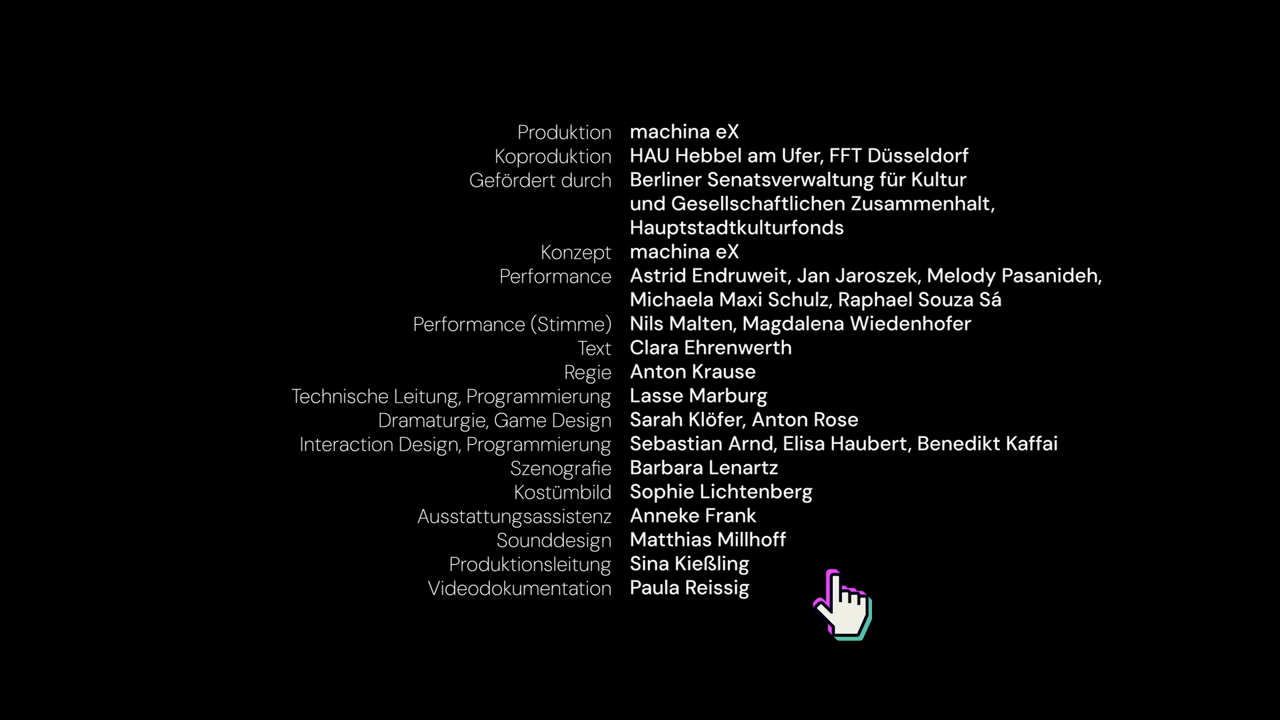 Produktion machina eX
Koproduktion HAU Hebbel am Ufer, FFT Düsseldorf
Gefördert durch Berliner Senatsverwaltung für Kultur
und Gesellschaftlichen Zusammenhalt,
Hauptstadtkulturfonds
Konzept machina eX
Performance Astrid Endruweit, Jan Jaroszek, Melody Pasanideh,
Michaela Maxi Schulz, Raphael Souza Sá
Performance (Stimme) Nils Malten, Magdalena Wiedenhofer
Text Clara Ehrenwerth
Regie Anton Krause
Technische Leitung, Programmierung Lasse Marburg
Dramaturgie, Game Design Sarah Klöfer, Anton Rose
Interaction Design, Programmierung Sebastian Arnd, Elisa Haubert, Benedikt Kaffai
Szenografie Barbara Lenartz
Kostümbild Sophie Lichtenberg
Ausstattungsassistenz Anneke Frank
Sounddesign Matthias Millhoff
Produktionsleitung Sina Kießling
Videodokumentation Paula Reissig